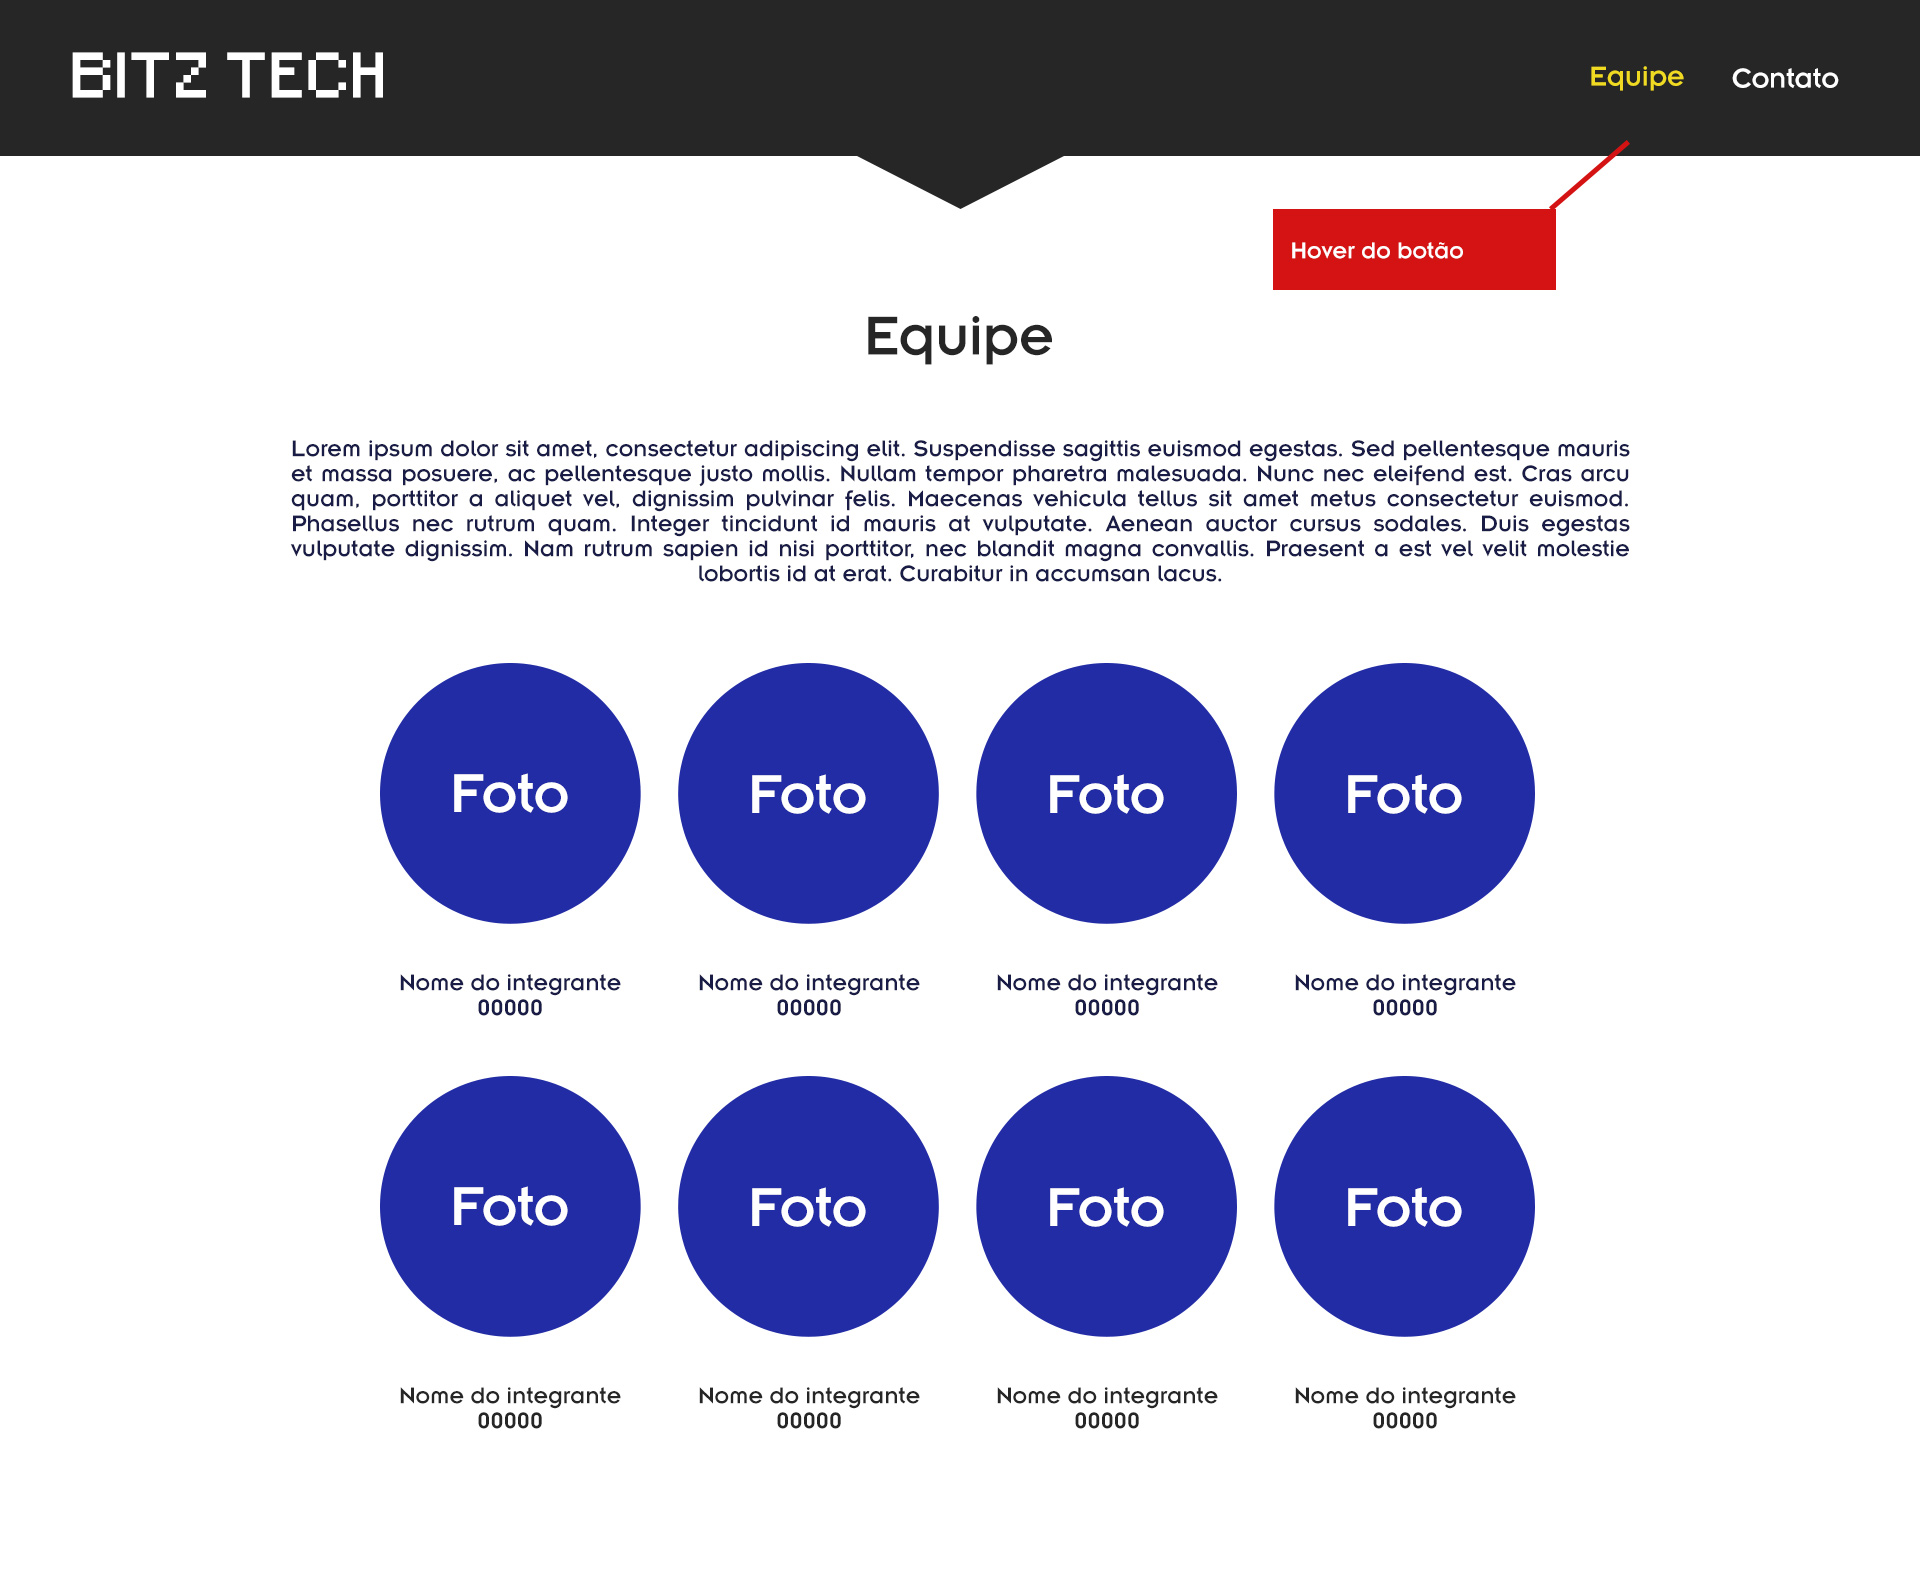 BITZ TECH
Equipe
Contato
Hover do botão
Equipe
Lorem ipsum dolor sit amet, consectetur adipiscing elit. Suspendisse sagittis euismod egestas. Sed pellentesque mauris
et massa posuere, ac pellentesque justo mollis. Nullam tempor pharetra malesuada. Nunc nec eleifend est. Cras arcu
quam, porttitor a aliquet vel, dignissim pulvinar felis. Maecenas vehicula tellus sit amet metus consectetur euismod.
Phasellus nec rutrum quam. Integer tincidunt id mauris at vulputate. Aenean auctor cursus sodales. Duis egestas
vulputate dignissim. Nam rutrum sapien id nisi porttitor, nec blandit magna convallis. Praesent a est vel velit molestie
lobortis id at erat. Curabitur in accumsan lacus.
Foto
Foto
Foto
Foto
Nome do integrante
00000
Nome do integrante
00000
Nome do integrante
00000
Nome do integrante
00000
Foto
Foto
Foto
Foto
Nome do integrante
00000
Nome do integrante
00000
Nome do integrante
00000
Nome do integrante
00000